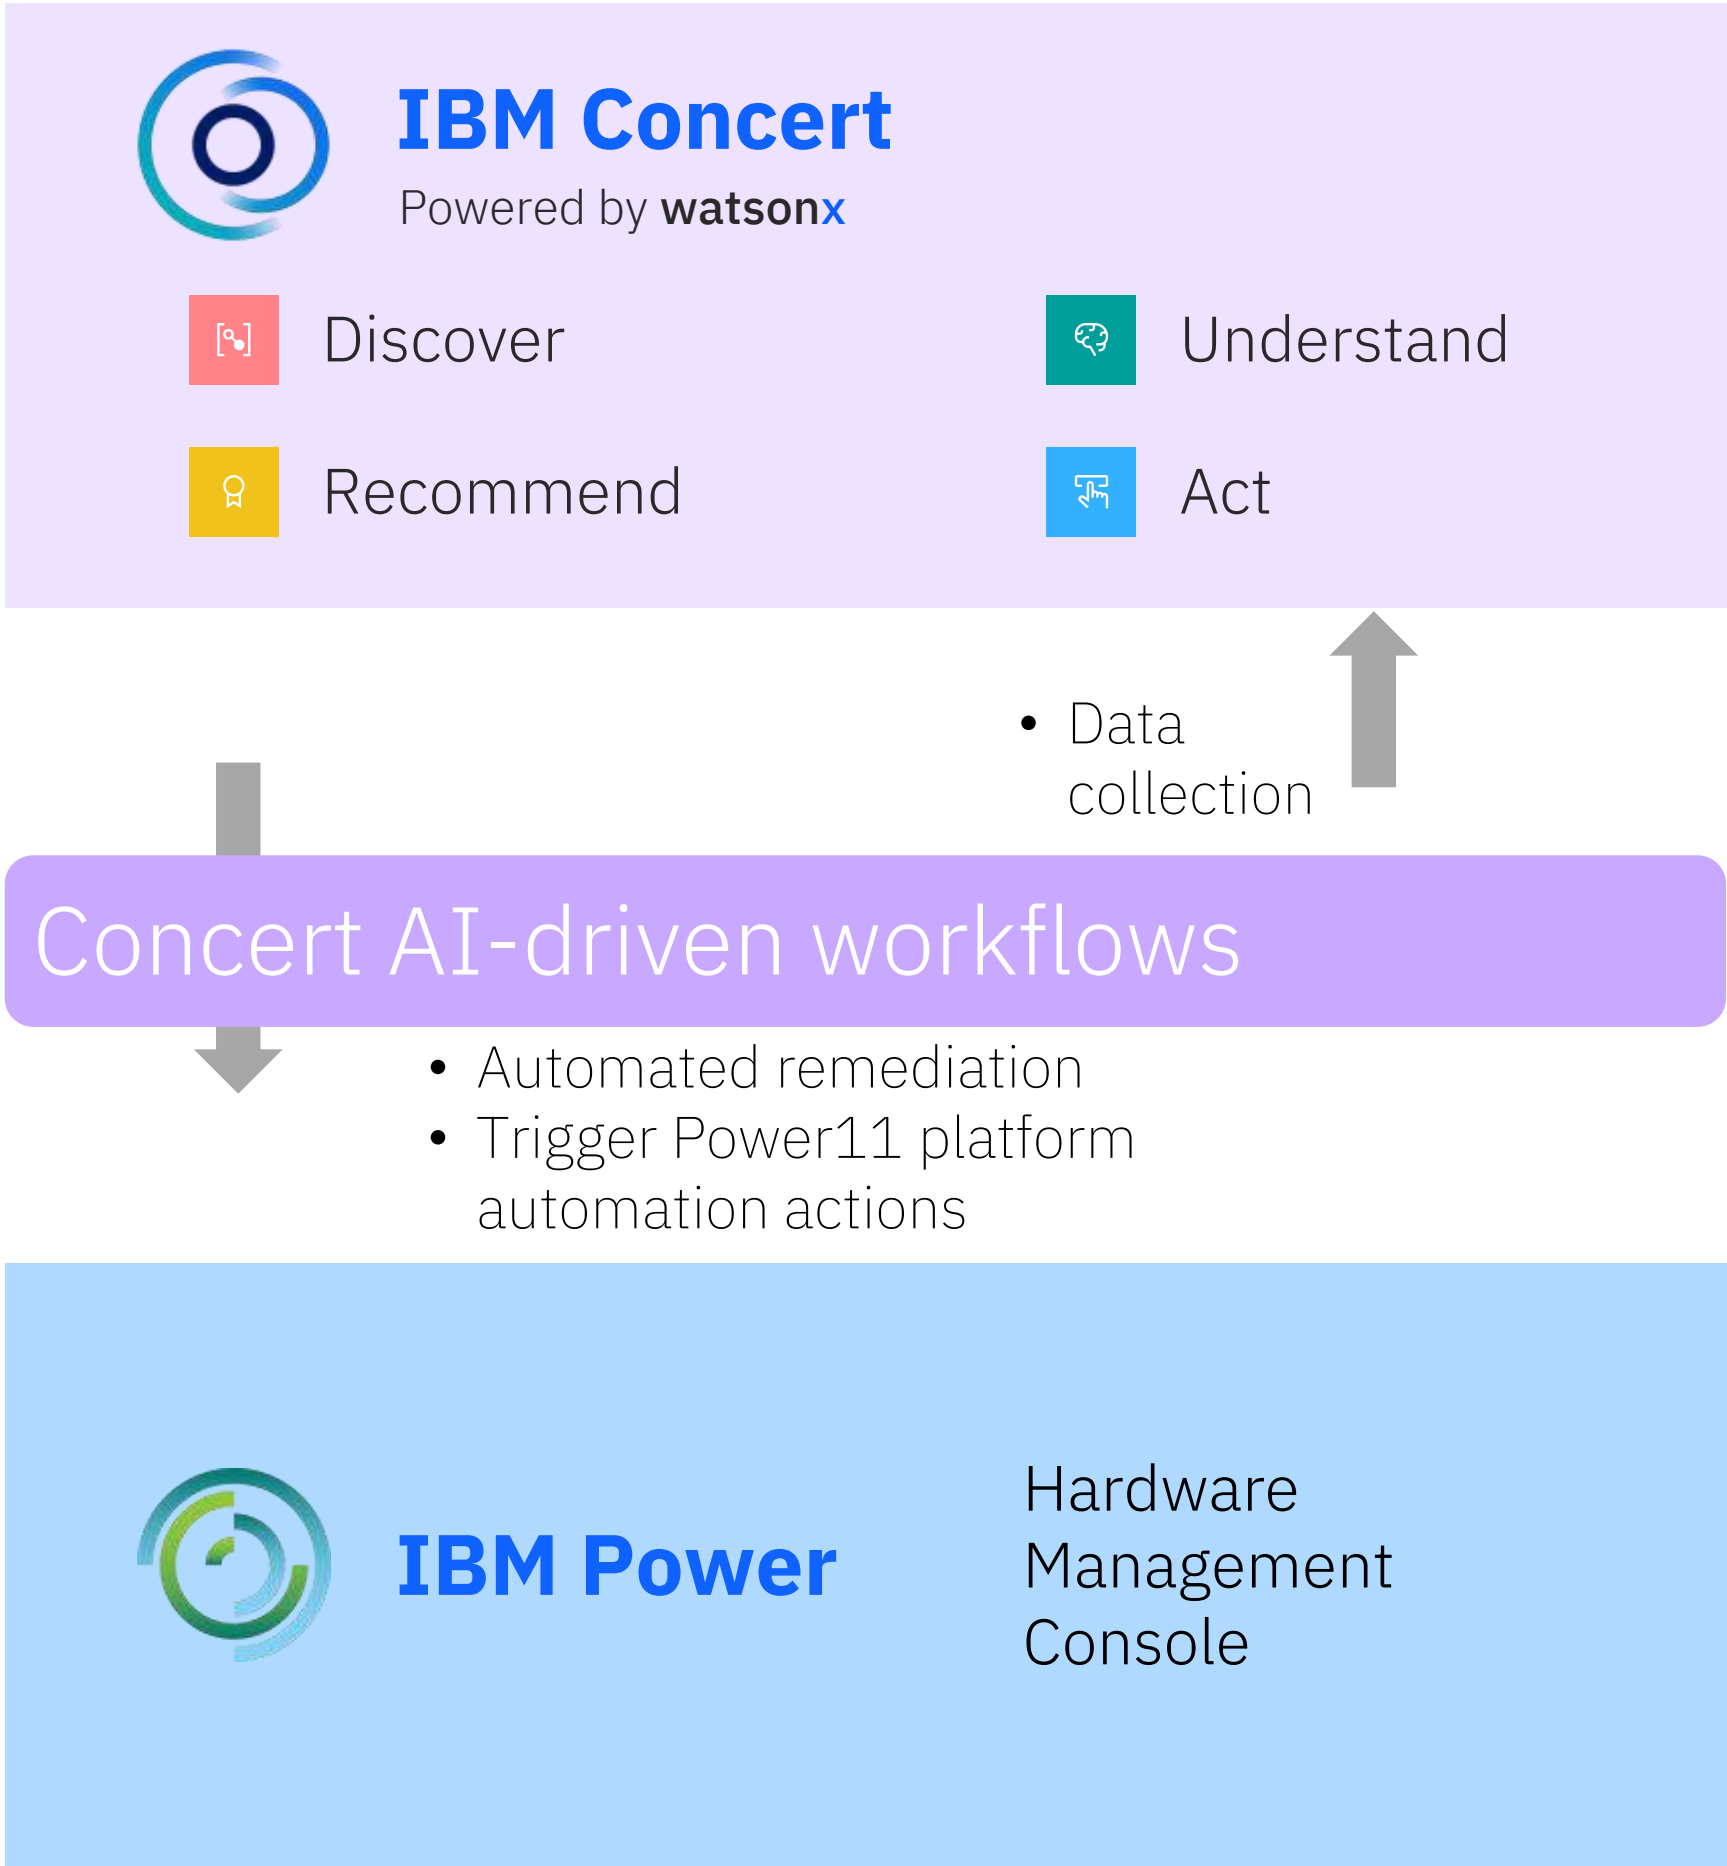 IBM Concert
Powered by watsonx
Discover
Understand
Recommend
Act
• Data
collection
Concert AI-driven workflows
• Automated remediation
• Trigger Power11 platform
automation actions
IBM Power
Hardware
Management
Console